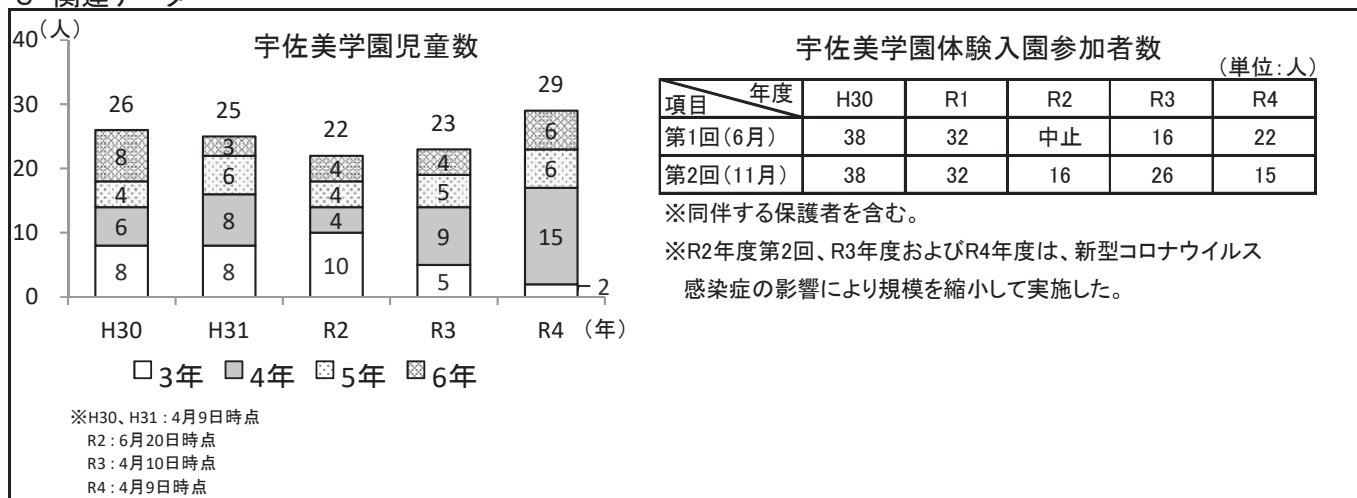 3 関連データ
(人)
宇佐美学園児童数
40
30
20
10
0
26
25
22
23
29
8
4
6
8
3
6
8
8
4
4
4
10
4
5
9
5
6
6
15
2
H30
H31
R2
R3
R4
(年)
3年
4年
5年
6年
※H30、H31：4月9日時点
R2：6月20日時点
R3：4月10日時点
R4：4月9日時点
宇佐美学園体験入園参加者数
(単位：人)
項目 年度 H30 R1 R2 R3 R4
第1回(6月) 38 32 中止 16 22
第2回(11月) 38 32 16 26 15
※同伴する保護者を含む。
※R2年度第2回、R3年度およびR4年度は、新型コロナウイルス
感染症の影響により規模を縮小して実施した。